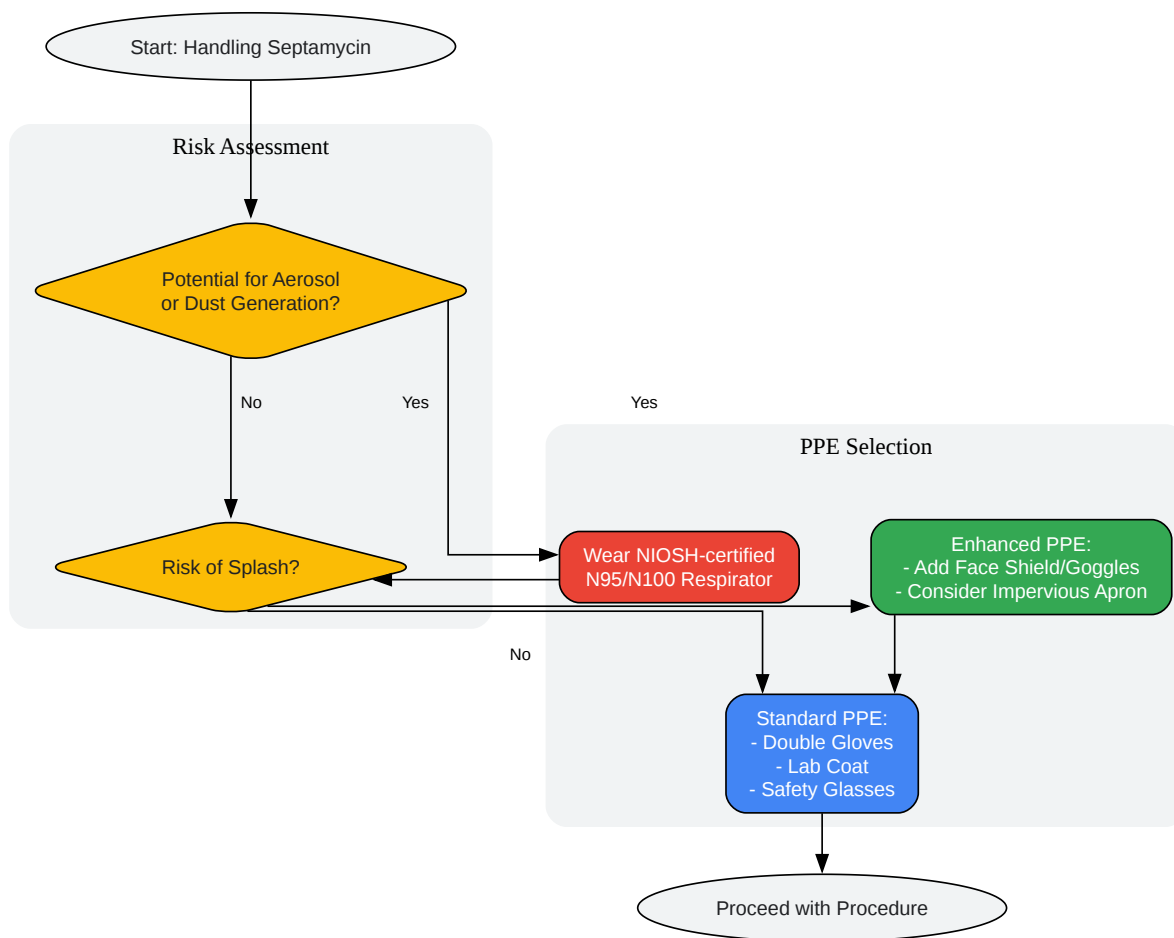 Start: Handling Septamycin
Risk Assessment
Potential for Aerosol
or Dust Generation?
No
Yes
Yes
PPE Selection
Risk of Splash?
Wear NIOSH-certified
N95/N100 Respirator
Enhanced PPE:
- Add Face Shield/Goggles
- Consider Impervious Apron
No
Standard PPE:
- Double Gloves
- Lab Coat
- Safety Glasses
Proceed with Procedure